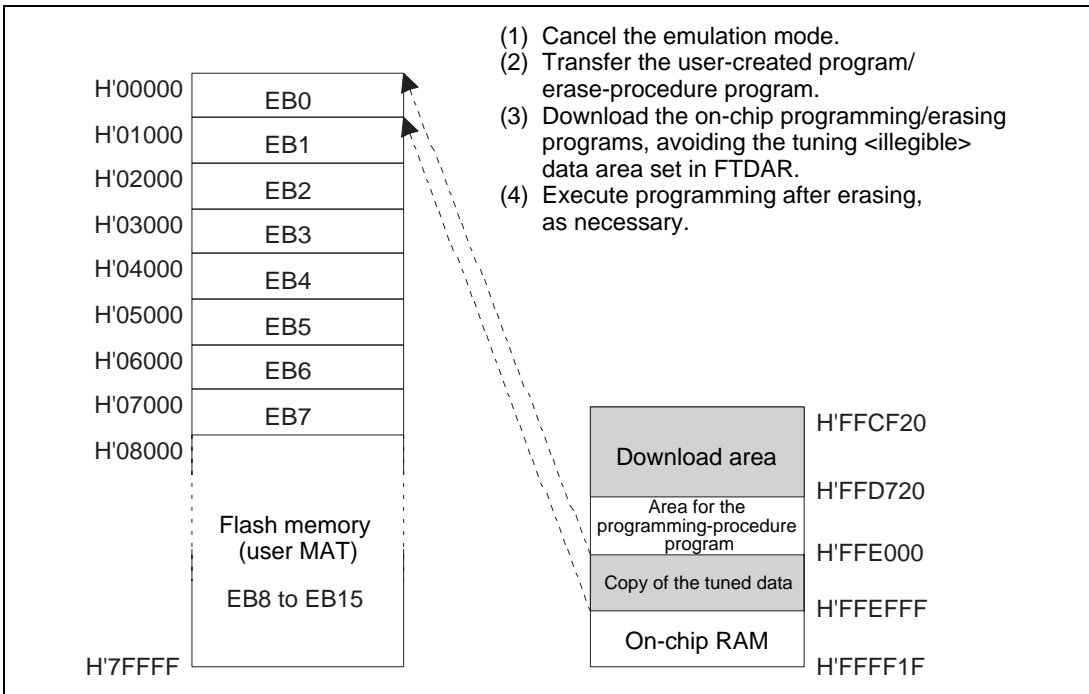 (1) Cancel the emulation mode.
(2) Transfer the user-created program/
erase-procedure program.
(3) Download the on-chip programming/erasing
programs, avoiding the tuning <illegible>
data area set in FTDAR.
(4) Execute programming after erasing,
as necessary.
H'00000
EB0
H'01000
EB1
H'02000
EB2
H'03000
EB3
H'04000
EB4
H'05000
EB5
H'06000
EB6
H'07000
EB7
H'08000
Flash memory
(user MAT)
EB8 to EB15
H'7FFFF
H'FFCF20
Download area
H'FFD720
Area for the
programming-procedure
program
H'FFE000
Copy of the tuned data
H'FFEFFF
On-chip RAM
H'FFFF1F